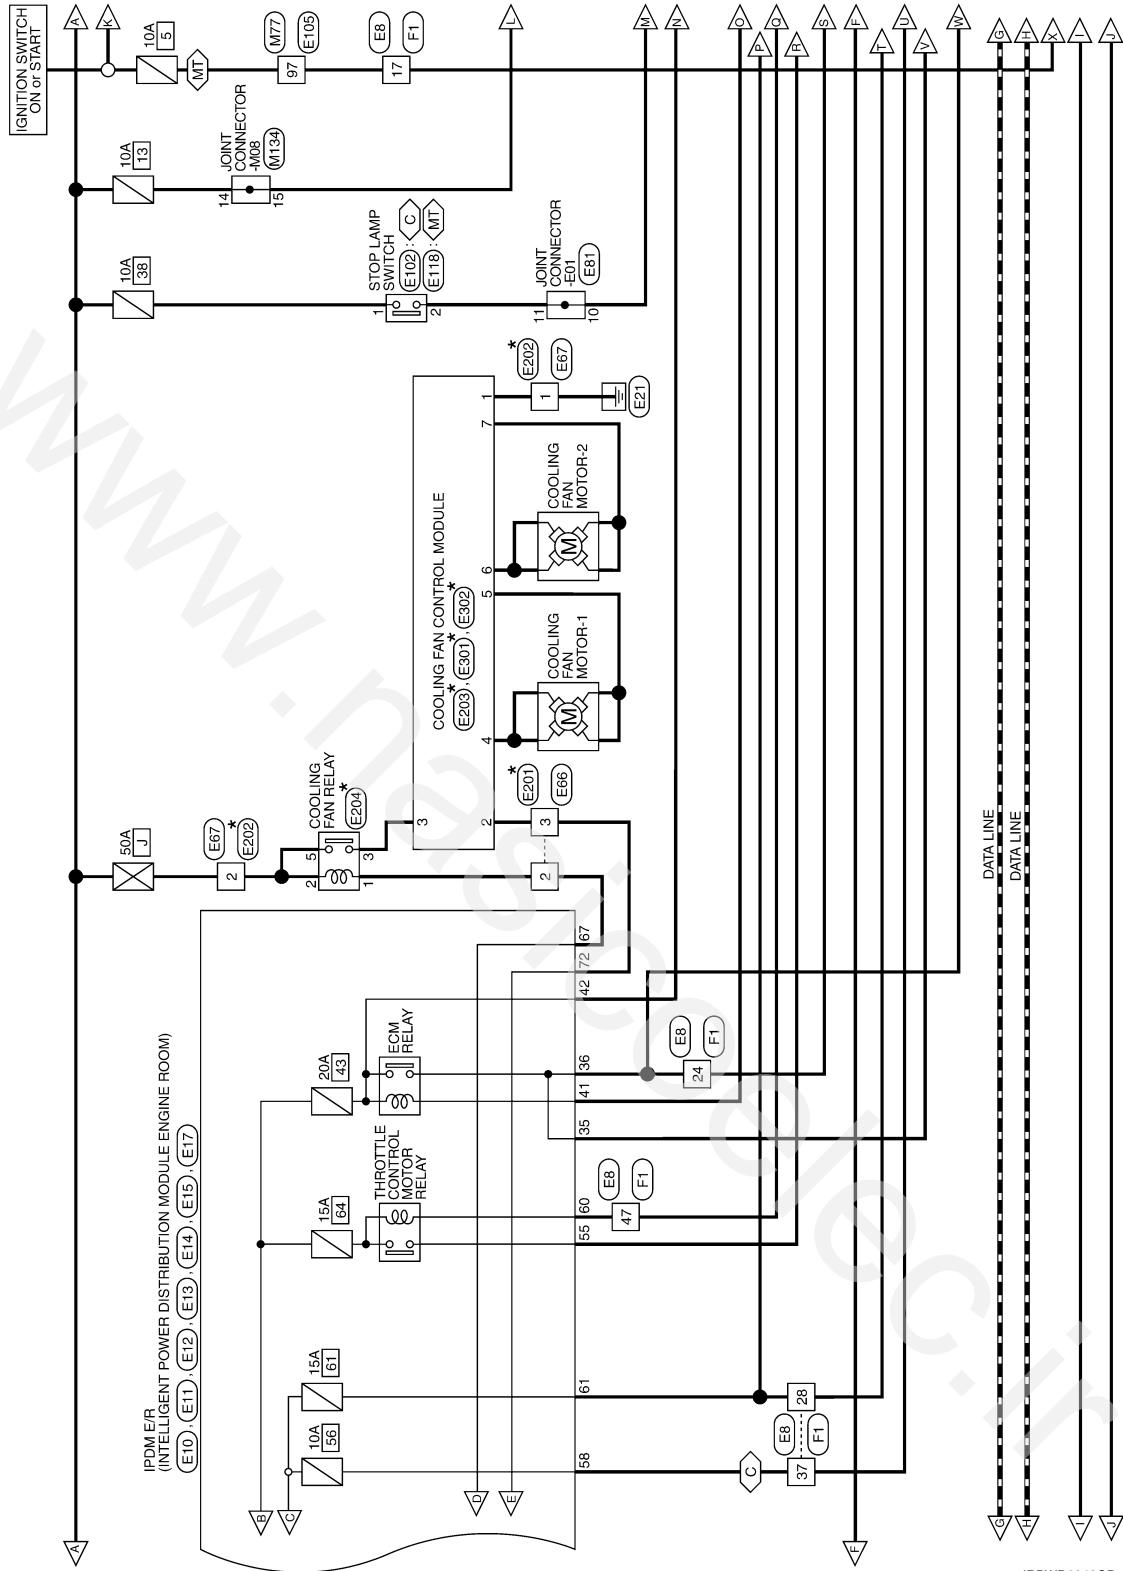 IGNITION SWITCH
ON or START
A
K
L
M
N
O
P
Q
R
S
F
T
U
V
W
G
H
X
I
J
10A
5
MT
M77
E105
97
E8
F1
17
10A
13
JOINT
CONNECTOR
-M08
M134
14
15
10A
38
STOP LAMP
SWITCH
E102 : C
E118 : MT
1
2
JOINT
CONNECTOR
-E01
E81
11
10
50A
J
E67
*
E202
2
COOLING
FAN RELAY
*
E204
5
3
2
1
COOLING FAN CONTROL MODULE
E203* , E301* , E302*
1
7
6
5
4
3
2
*
E202
E67
1
E21
COOLING
FAN
MOTOR-2
M
COOLING
FAN
MOTOR-1
M
*
E201
E66
3
2
IPDM E/R
(INTELLIGENT POWER DISTRIBUTION MODULE ENGINE ROOM)
E10 , E11 , E12 , E13 , E14 , E15 , E17
67
72
42
36
41
35
60
55
61
58
20A
43
ECM
RELAY
15A
64
THROTTLE
CONTROL
MOTOR
RELAY
15A
61
10A
56
B
C
D
E
E8
F1
24
E8
F1
47
28
E8
F1
37
C
DATA LINE
DATA LINE
A
F
G
H
I
J
www.nasicoelec.ir